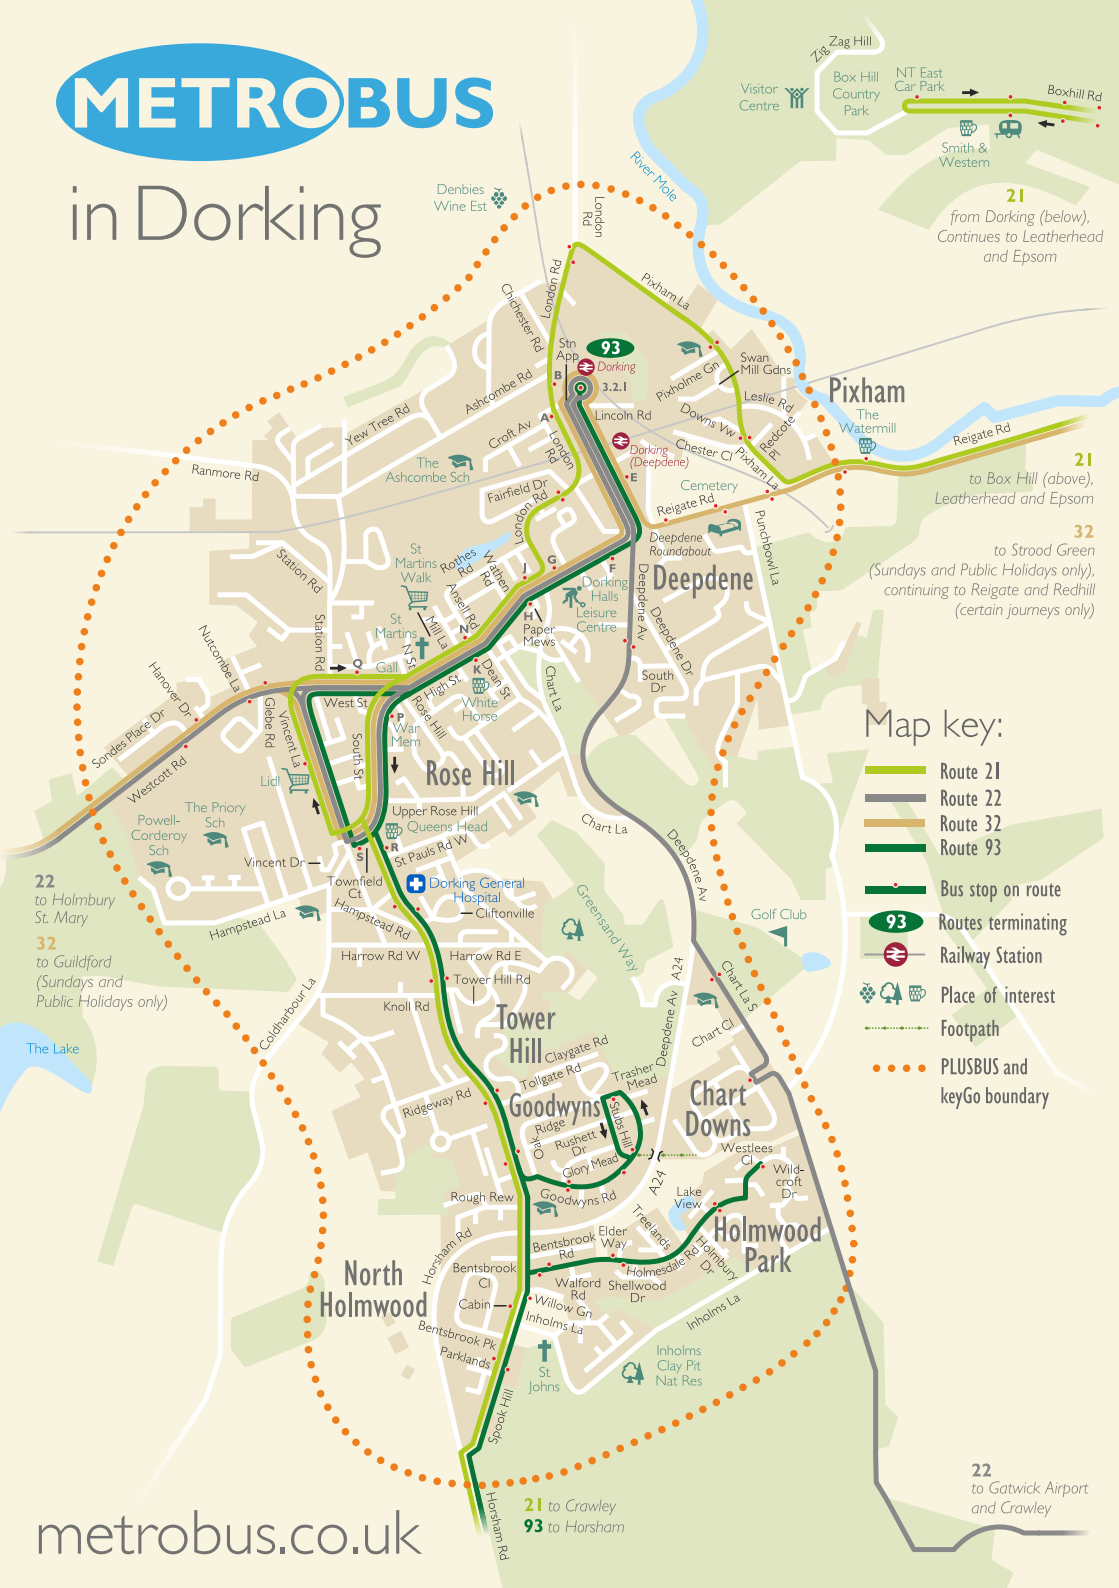 METROBUS
in Dorking
Zig
Zag Hill
Visitor
Centre
Box Hill
Country
Park
NT East
Car Park
Boxhill Rd
Smith &
Western
21
from Dorking (below),
Continues to Leatherhead
and Epsom
River Mole
Denbies
Wine Est
London
Rd
London Rd
Pixham La
Chichester Rd
Stn
App
93
Dorking
3.2.1
B
A
Swan
Mill Gdns
Pixholme Gn
Leslie Rd
Pixham
The
Watermill
Reigate Rd
Ashcombe Rd
Yew Tree Rd
Croft Av
London
Rd
Lincoln Rd
Downs Vw
Redcote
Pl
Chester Cl
Pixham La
Dorking
(Deepdene)
E
Cemetery
Ranmore Rd
The
Ashcombe Sch
Fairfield Dr
London Rd
Reigate Rd
Deepdene
Roundabout
Punchbowl La
21
to Box Hill (above),
Leatherhead and Epsom
32
to Strood Green
(Sundays and Public Holidays only),
continuing to Reigate and Redhill
(certain journeys only)
St
Martins
Walk
Rothes
Rd
Wathen
Rd
Ansell Rd
J
G
F
Deepdene
Dorking
Halls
Leisure
Centre
Deepdene Av
Deepdene Dr
Station Rd
Station Rd
St
Martins
Mill La
N
N St
H
Paper
Mews
Nutcombe La
Q
Gall
K
Dean St
Chart La
South
Dr
Hanover Dr
West St
High St
White
Horse
Glebe Rd
Vincent La
P
War
Mem
Rose Hill
Sondes Place Dr
Westcott Rd
South St
Rose Hill
Map key:
Route 21
Route 22
Route 32
Route 93
Bus stop on route
93
Routes terminating
Railway Station
Place of interest
Footpath
PLUSBUS and
keyGo boundary
Lidl
The Priory
Sch
Powell-
Corderoy
Sch
Upper Rose Hill
Queens Head
Chart La
Deepdene Av
Vincent Dr
S
R
St Pauls Rd W
Townfield
Ct
Dorking General
Hospital
Cliftonville
22
to Holmbury
St. Mary
32
to Guildford
(Sundays and
Public Holidays only)
Hampstead La
Hampstead Rd
Greensand Way
Golf Club
Harrow Rd W
Harrow Rd E
Tower Hill Rd
A24
Chart La S
The Lake
Coldharbour La
Knoll Rd
Tower
Hill
Deepdene Av
Chart Cl
Claygate Rd
Tollgate Rd
Trasher
Mead
Ridgeway Rd
Goodwyns
Stubs Hill
Chart
Downs
Oak
Ridge
Rushett
Dr
Westlees
Cl
Glory Mead
A24
Wild-
croft
Dr
Rough Rew
Goodwyns Rd
Lake
View
Treelands
Holmwood
Park
Horsham Rd
Bentsbrook
Rd
Elder
Way
Holmbury
Dr
Bentsbrook
Cl
Holmesdale Rd
North
Holmwood
Cabin
Walford
Rd
Shellwood
Dr
Willow Gn
Inholms La
Inholms La
Bentsbrook Pk
Parklands
St
Johns
Inholms
Clay Pit
Nat Res
Spook Hill
Horsham Rd
21 to Crawley
93 to Horsham
22
to Gatwick Airport
and Crawley
metrobus.co.uk